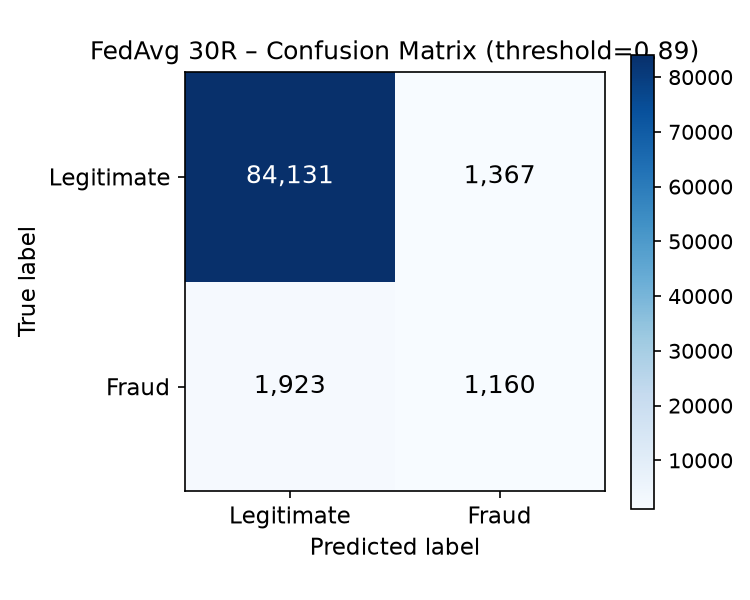 FedAvg 30R – Confusion Matrix (threshold=0.89)
80000
70000
60000
50000
40000
30000
20000
10000
True label
Legitimate
84,131
1,367
Fraud
1,923
1,160
Legitimate
Fraud
Predicted label